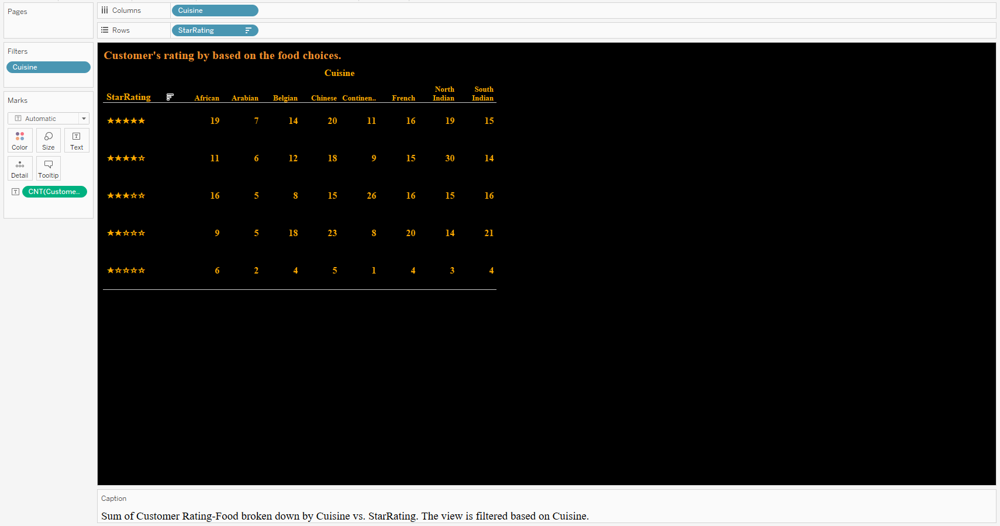 Pages
Columns Cuisine
Rows StarRating
Filters
Cuisine
Marks
Automatic
Color Size Text
Detail Tooltip
CNT(Custome..
Customer's rating by based on the food choices.
Cuisine
StarRating African Arabian Belgian Chinese Continen.. French North Indian South Indian
★★★★★ 19 7 14 20 11 16 19 15
★★★★☆ 11 6 12 18 9 15 30 14
★★★☆☆ 16 5 8 15 26 16 15 16
★★☆☆☆ 9 5 18 23 8 20 14 21
★☆☆☆☆ 6 2 4 5 1 4 3 4
Caption
Sum of Customer Rating-Food broken down by Cuisine vs. StarRating. The view is filtered based on Cuisine.